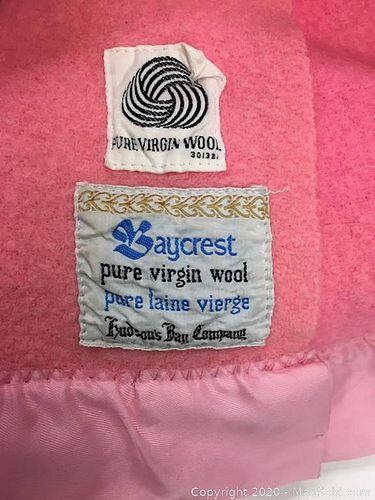 PURE VIRGIN WOOL
Baycrest
pure virgin wool
pure laine vierge
Hudson's Bay Company